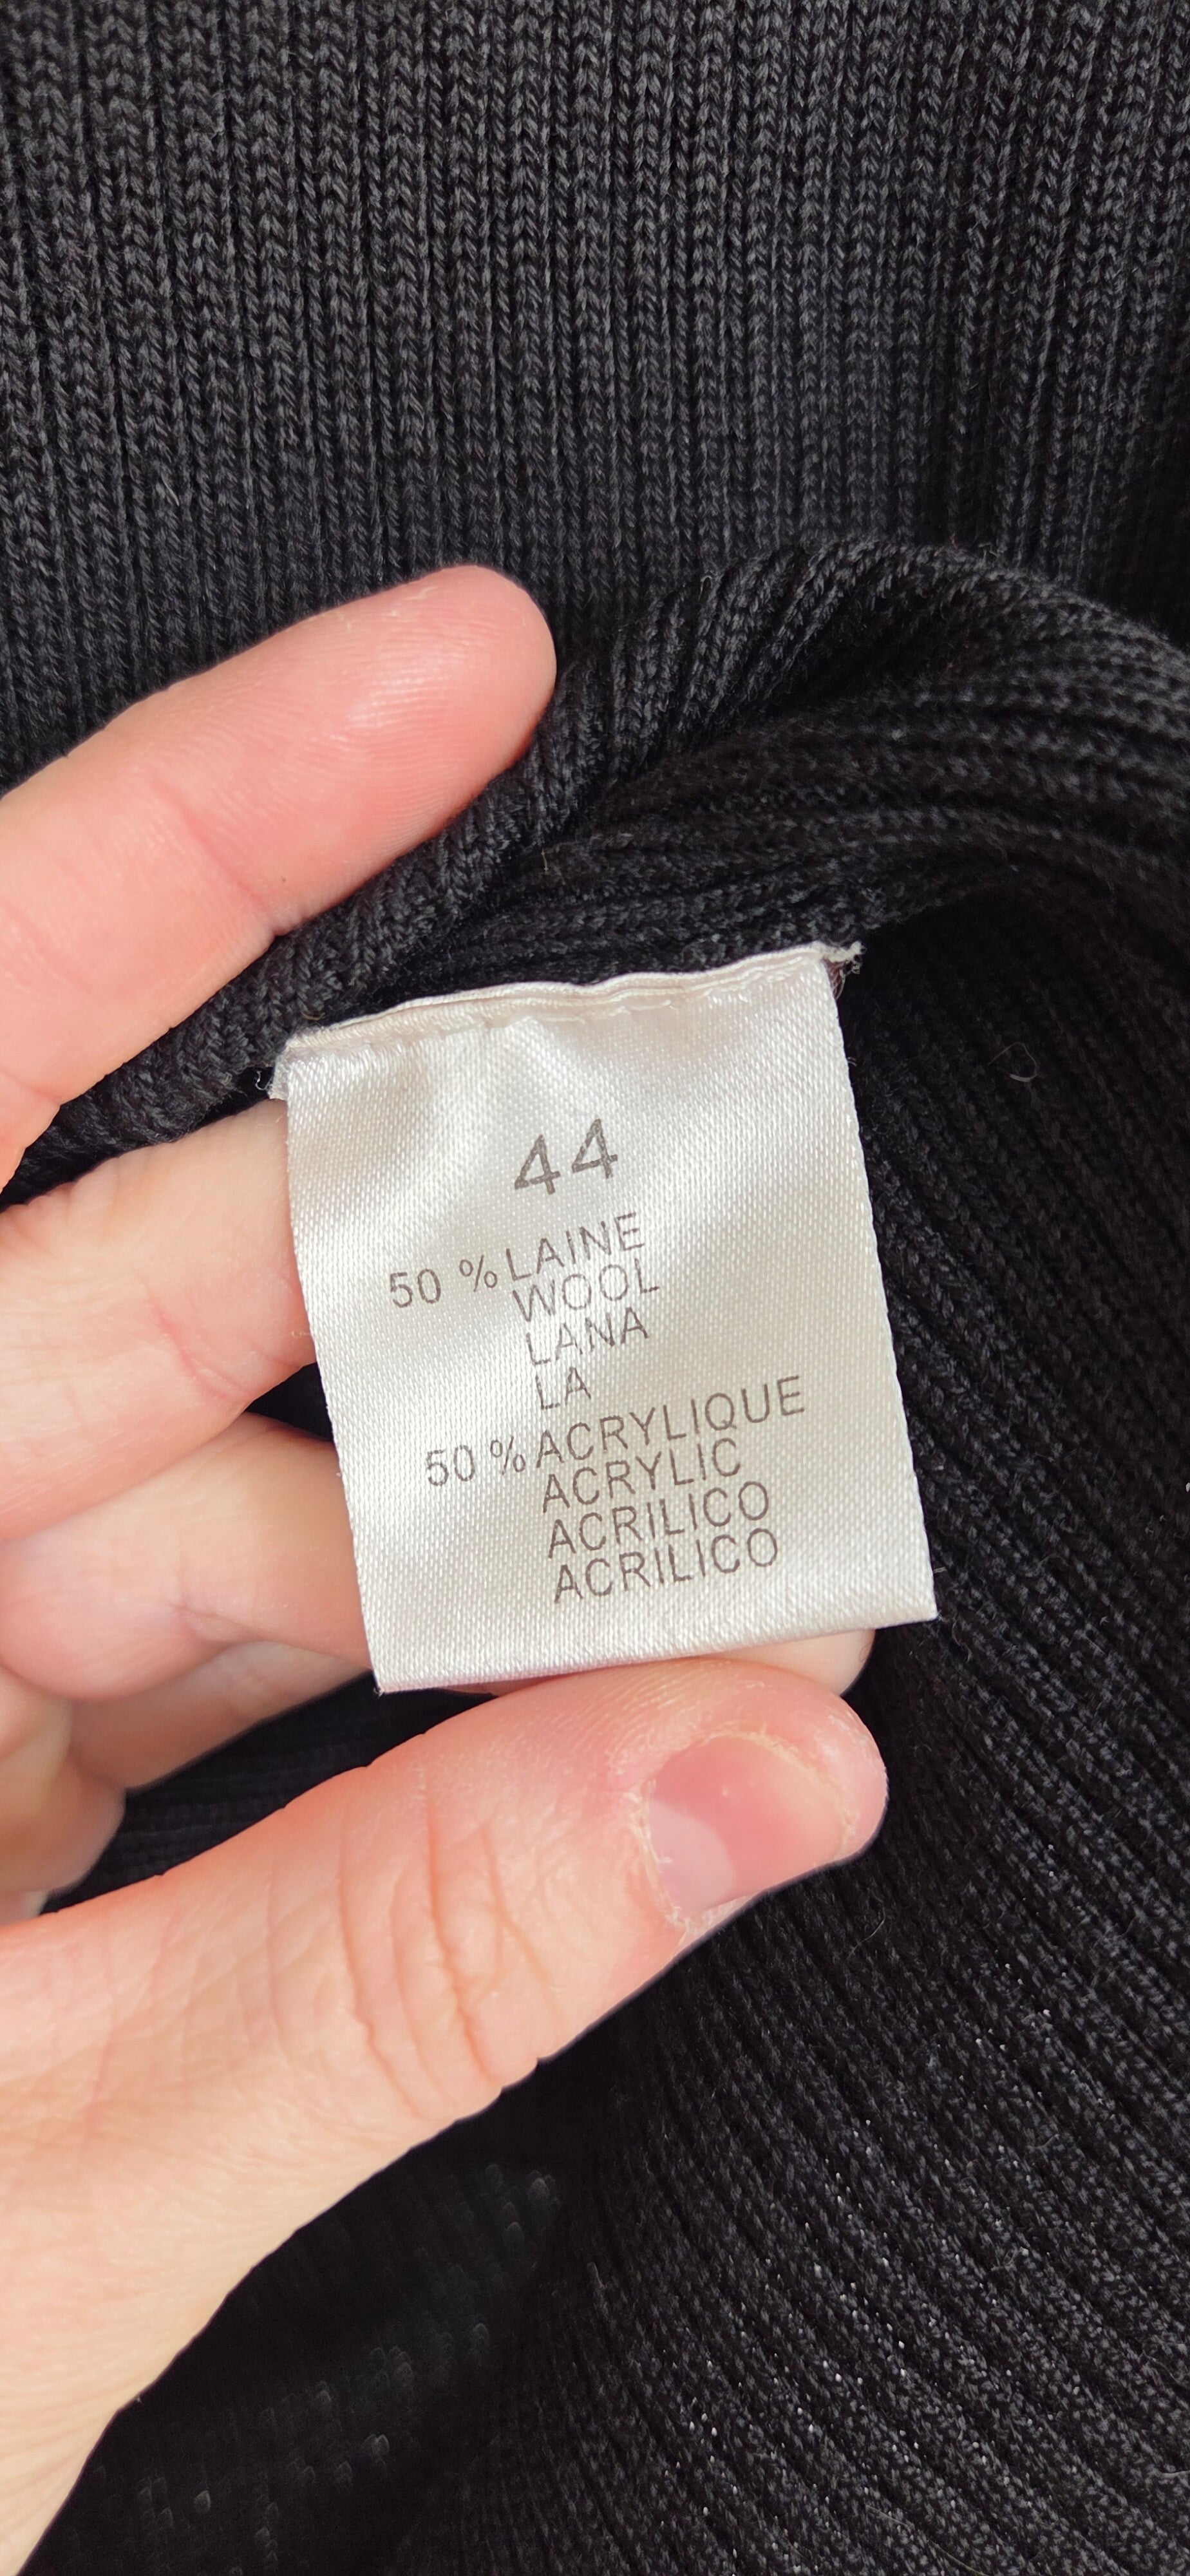 44
50 % LAINE
WOOL
LANA
LA
50 % ACRYLIQUE
ACRYLIC
ACRILICO
ACRILICO